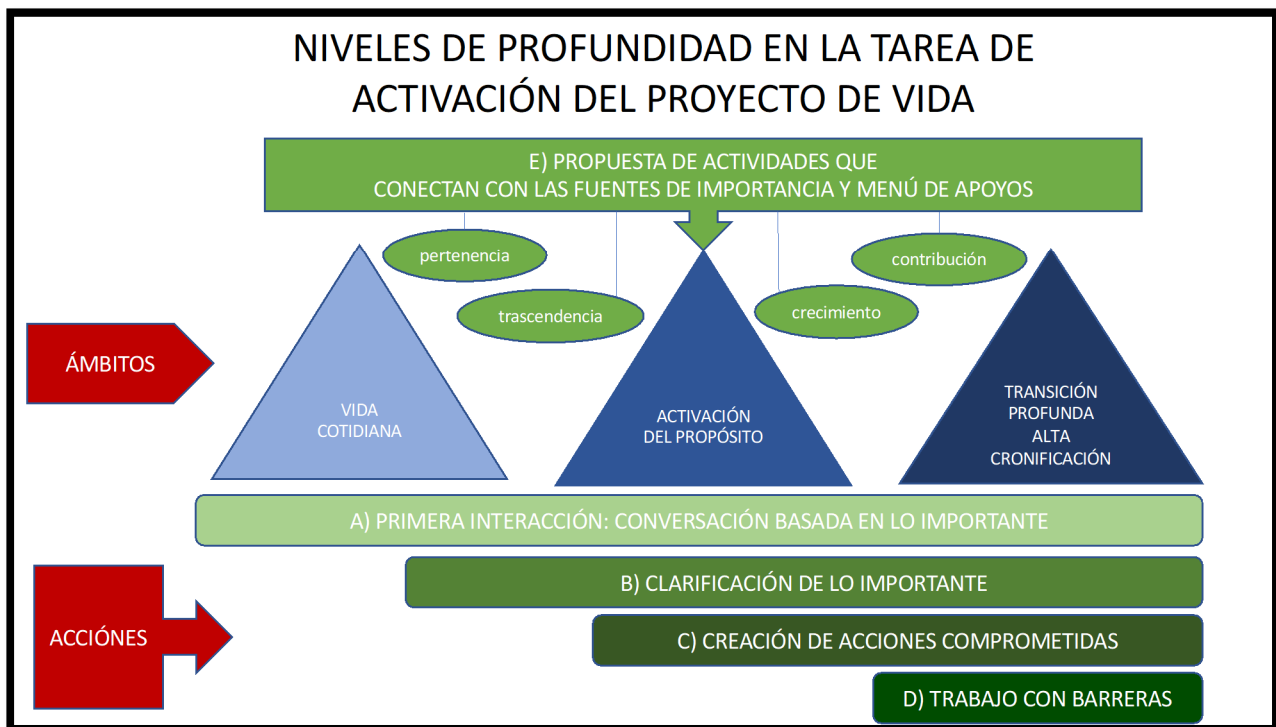 NIVELES DE PROFUNDIDAD EN LA TAREA DE
ACTIVACIÓN DEL PROYECTO DE VIDA
E) PROPUESTA DE ACTIVIDADES QUE
CONECTAN CON LAS FUENTES DE IMPORTANCIA Y MENÚ DE APOYOS
pertenencia
contribución
trascendencia
crecimiento
ÁMBITOS
VIDA
COTIDIANA
ACTIVACIÓN
DEL PROPÓSITO
TRANSICIÓN
PROFUNDA
ALTA
CRONIFICACIÓN
A) PRIMERA INTERACCIÓN: CONVERSACIÓN BASADA EN LO IMPORTANTE
B) CLARIFICACIÓN DE LO IMPORTANTE
ACCIÓNES
C) CREACIÓN DE ACCIONES COMPROMETIDAS
D) TRABAJO CON BARRERAS